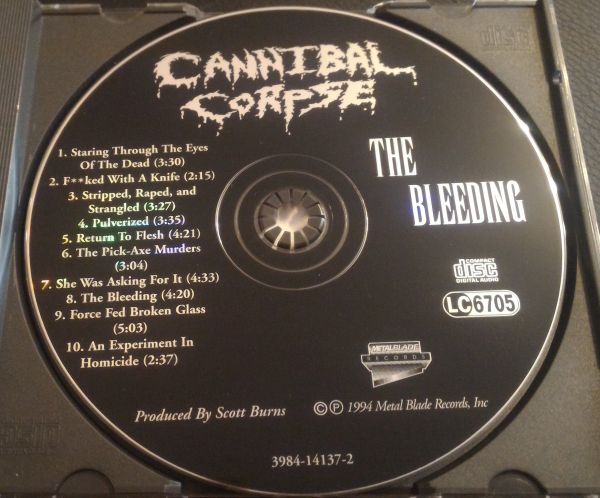 CANNIBAL
CORPSE
THE
BLEEDING
1. Staring Through The Eyes
Of The Dead (3:30)
2. F**ked With A Knife (2:15)
3. Stripped, Raped, and
Strangled (3:27)
4. Pulverized (3:35)
5. Return To Flesh (4:21)
6. The Pick-Axe Murders
(3:04)
7. She Was Asking For It (4:33)
8. The Bleeding (4:20)
9. Force Fed Broken Glass
(5:03)
10. An Experiment In
Homicide (2:37)
COMPACT
disc
DIGITAL AUDIO
LC6705
METALBLADE
RECORDS
Produced By Scott Burns
©℗ 1994 Metal Blade Records, Inc
3984-14137-2
disc